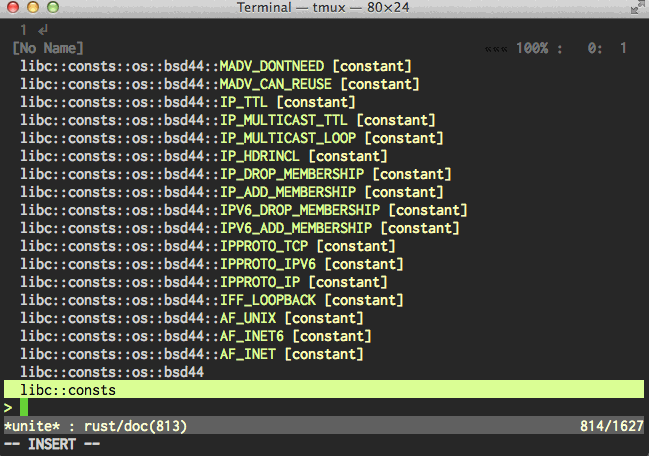 Terminal — tmux — 80×24
1 ↲
[No Name] ««« 100% : 0: 1
libc::consts::os::bsd44::MADV_DONTNEED [constant]
libc::consts::os::bsd44::MADV_CAN_REUSE [constant]
libc::consts::os::bsd44::IP_TTL [constant]
libc::consts::os::bsd44::IP_MULTICAST_TTL [constant]
libc::consts::os::bsd44::IP_MULTICAST_LOOP [constant]
libc::consts::os::bsd44::IP_HDRINCL [constant]
libc::consts::os::bsd44::IP_DROP_MEMBERSHIP [constant]
libc::consts::os::bsd44::IP_ADD_MEMBERSHIP [constant]
libc::consts::os::bsd44::IPV6_DROP_MEMBERSHIP [constant]
libc::consts::os::bsd44::IPV6_ADD_MEMBERSHIP [constant]
libc::consts::os::bsd44::IPPROTO_TCP [constant]
libc::consts::os::bsd44::IPPROTO_IPV6 [constant]
libc::consts::os::bsd44::IPPROTO_IP [constant]
libc::consts::os::bsd44::IFF_LOOPBACK [constant]
libc::consts::os::bsd44::AF_UNIX [constant]
libc::consts::os::bsd44::AF_INET6 [constant]
libc::consts::os::bsd44::AF_INET [constant]
libc::consts::os::bsd44
libc::consts
>
*unite* : rust/doc(813) 814/1627
-- INSERT --